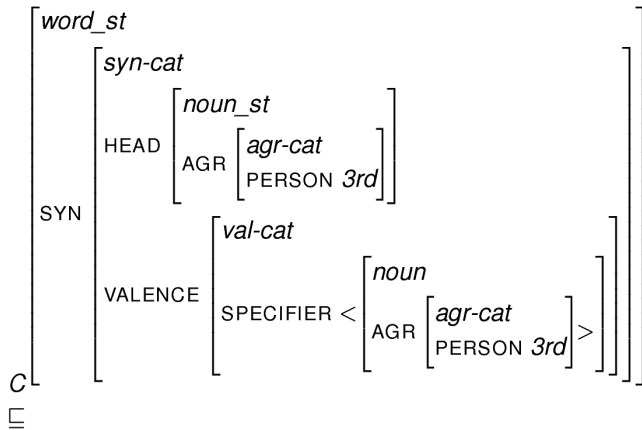 word_st
syn-cat
noun_st
HEAD
AGR
agr-cat
PERSON 3rd
SYN
val-cat
VALENCE
SPECIFIER <
noun
AGR
agr-cat
PERSON 3rd
>
C
⊑